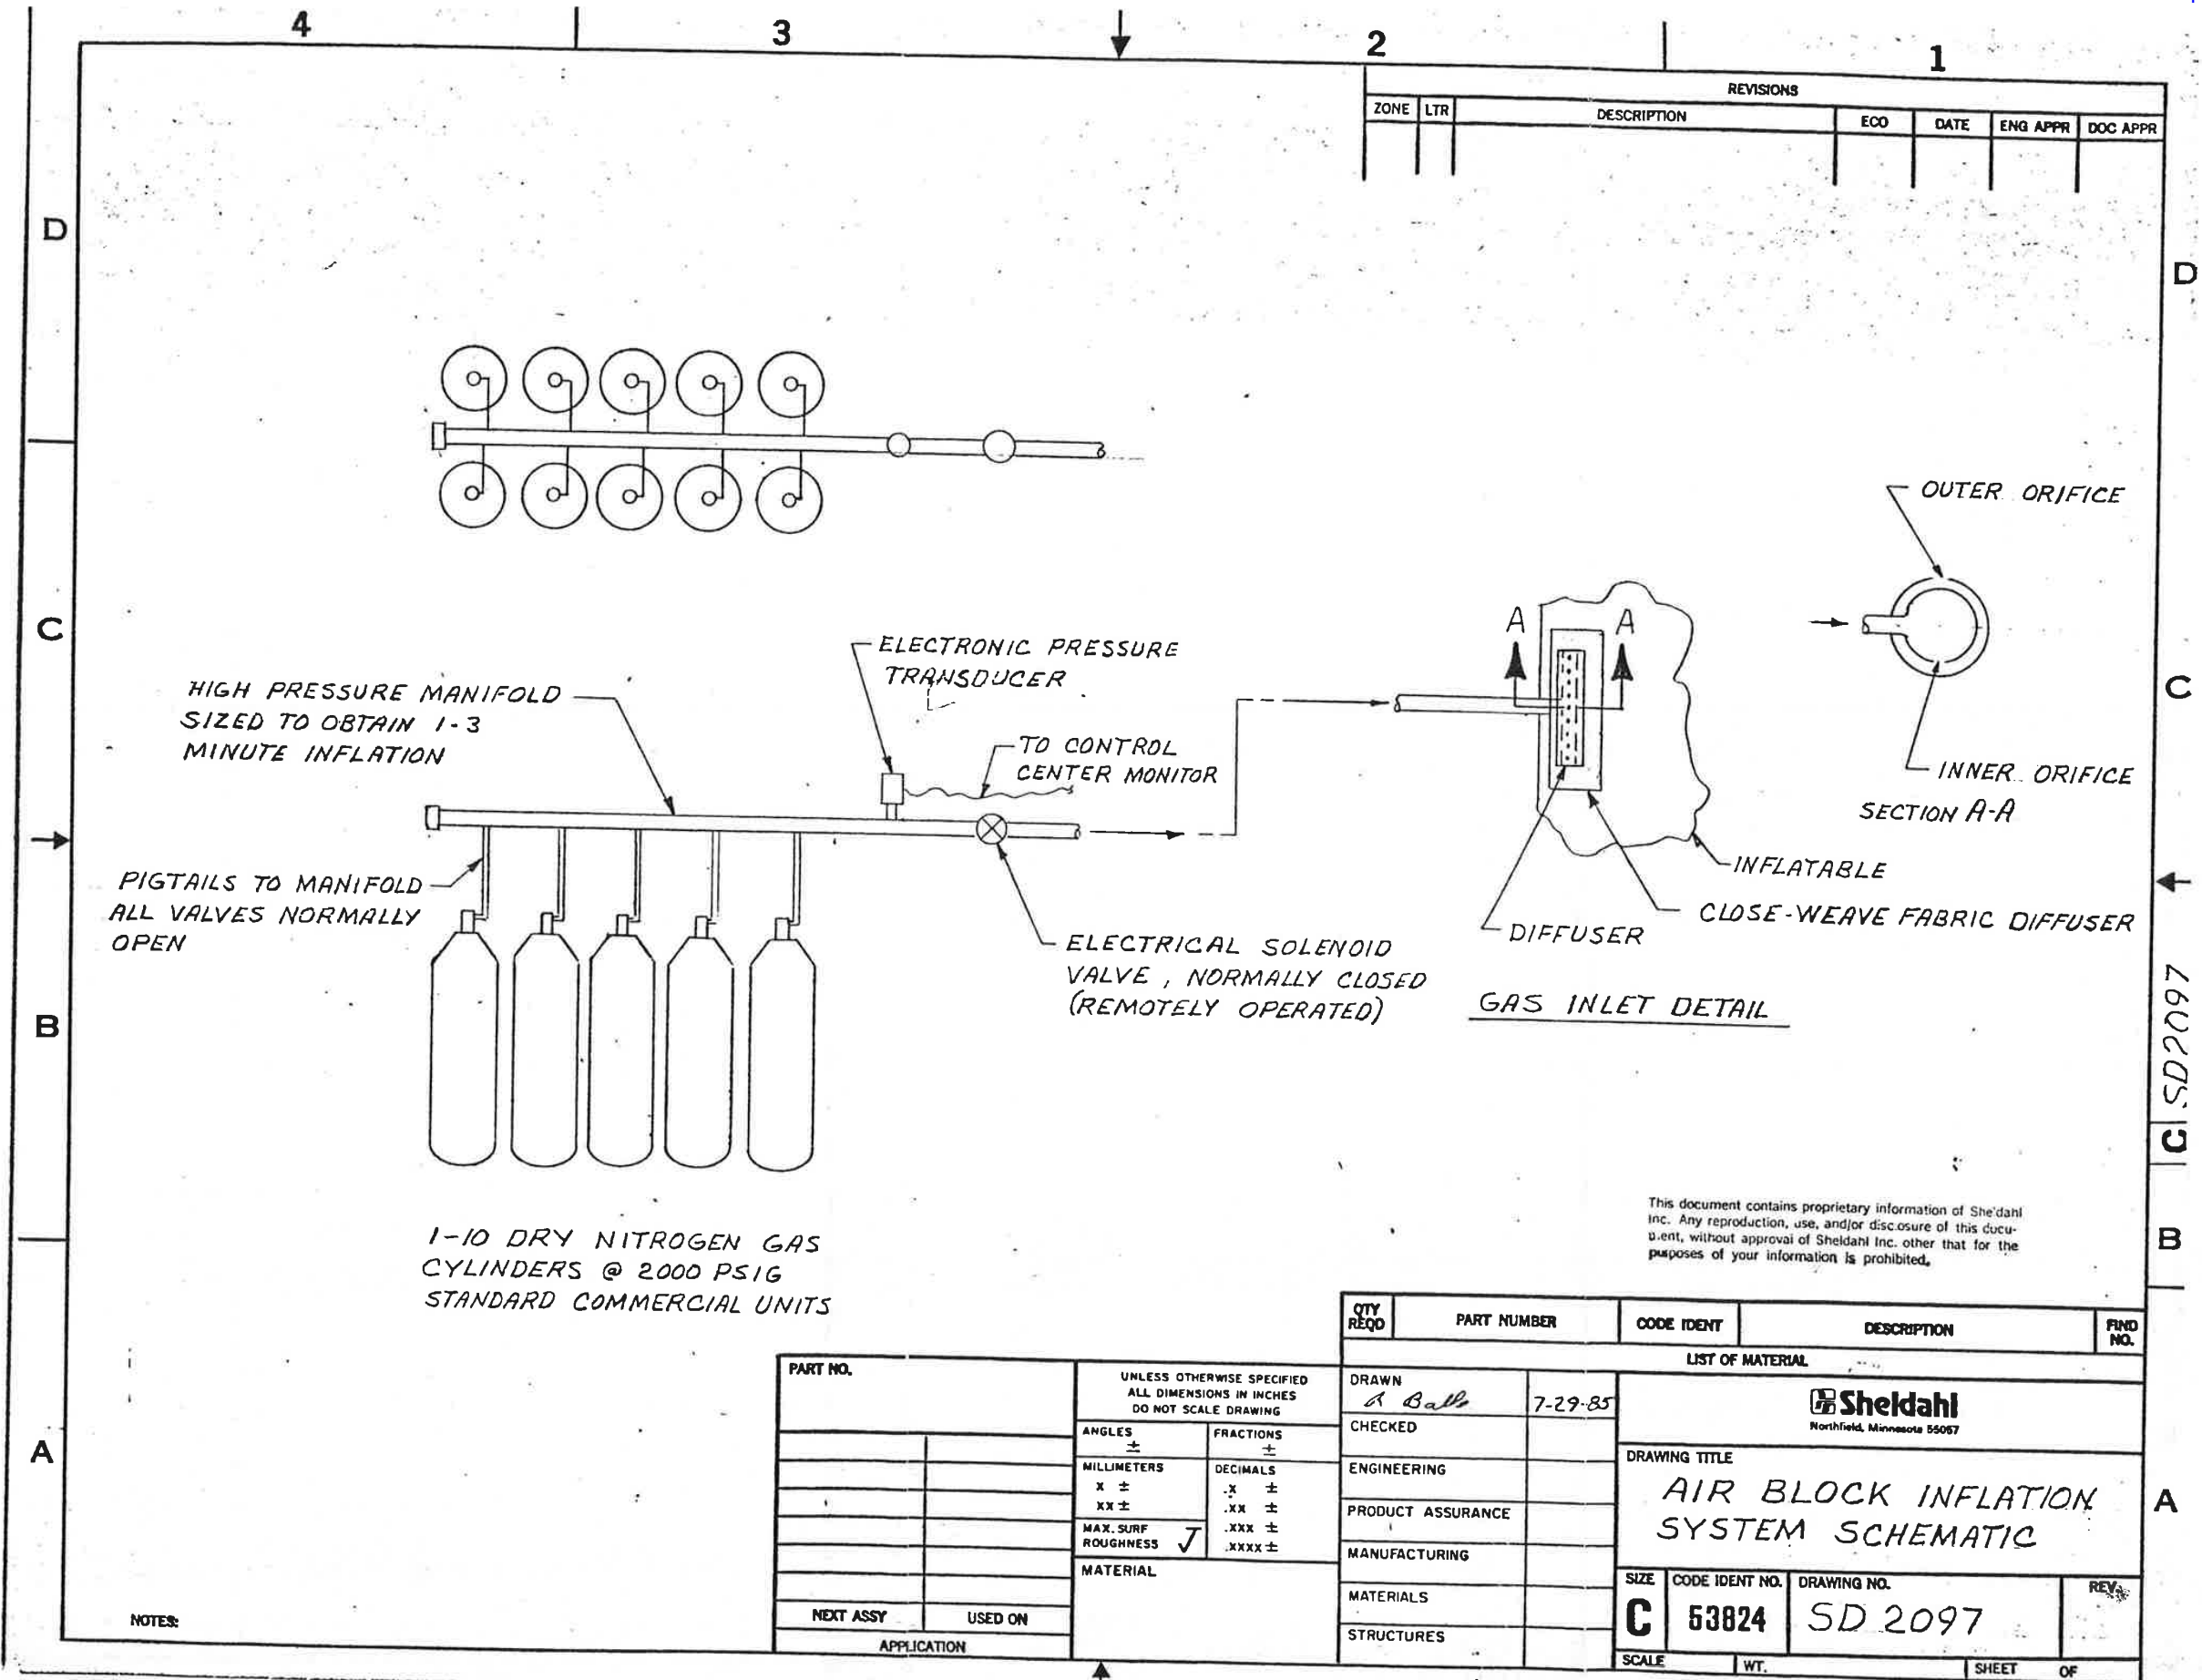 4
3
2
1
REVISIONS
ZONE LTR DESCRIPTION ECO DATE ENG APPR DOC APPR
D
D
C
C
B
B
A
A
OUTER ORIFICE
INNER ORIFICE
SECTION A-A
A A
ELECTRONIC PRESSURE
TRANSDUCER
HIGH PRESSURE MANIFOLD
SIZED TO OBTAIN 1-3
MINUTE INFLATION
TO CONTROL
CENTER MONITOR
PIGTAILS TO MANIFOLD
ALL VALVES NORMALLY
OPEN
INFLATABLE
CLOSE-WEAVE FABRIC DIFFUSER
DIFFUSER
ELECTRICAL SOLENOID
VALVE, NORMALLY CLOSED
(REMOTELY OPERATED)
GAS INLET DETAIL
C SD2097
1-10 DRY NITROGEN GAS
CYLINDERS @ 2000 PSIG
STANDARD COMMERCIAL UNITS
This document contains proprietary information of She'dahl
Inc. Any reproduction, use, and/or disc.osure of this docu-
u.ent, without approval of Sheldahl Inc. other that for the
purposes of your information is prohibited.
QTY REQD PART NUMBER CODE IDENT DESCRIPTION FIND NO.
LIST OF MATERIAL
PART NO.
NEXT ASSY USED ON
APPLICATION
UNLESS OTHERWISE SPECIFIED
ALL DIMENSIONS IN INCHES
DO NOT SCALE DRAWING
ANGLES ±
FRACTIONS ±
MILLIMETERS
X ±
XX ±
DECIMALS
.X ±
.XX ±
.XXX ±
.XXXX ±
MAX. SURF
ROUGHNESS √
MATERIAL
DRAWN
7-29-85
CHECKED
ENGINEERING
PRODUCT ASSURANCE
MANUFACTURING
MATERIALS
STRUCTURES
Sheldahl
Northfield, Minnesota 55057
DRAWING TITLE
AIR BLOCK INFLATION
SYSTEM SCHEMATIC
SIZE CODE IDENT NO. DRAWING NO. REV.
C 53824 SD 2097
SCALE WT. SHEET OF
NOTES: